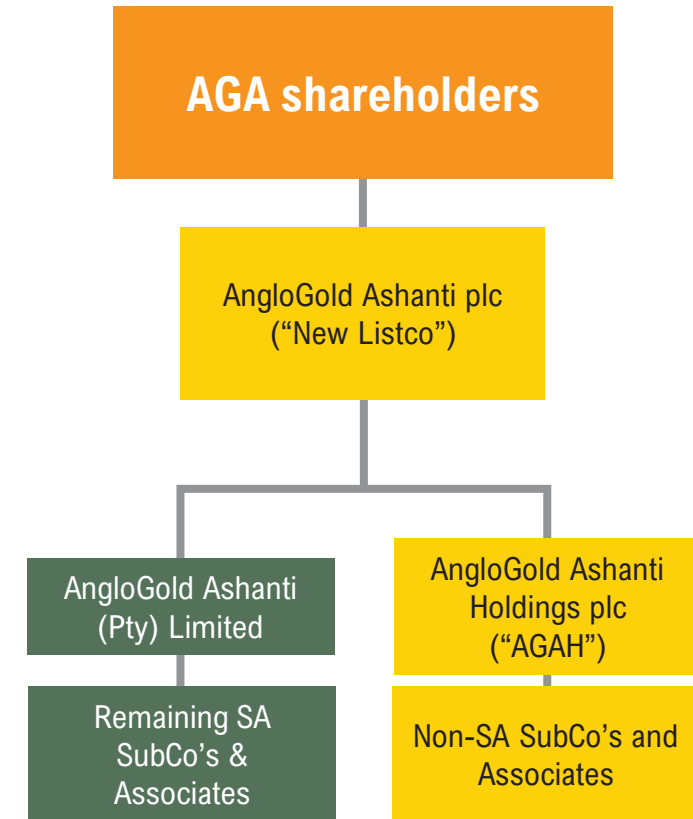 AGA shareholders
AngloGold Ashanti plc
(“New Listco”)
AngloGold Ashanti
(Pty) Limited
AngloGold Ashanti
Holdings plc
(“AGAH”)
Remaining SA
SubCo’s &
Associates
Non-SA SubCo’s and
Associates